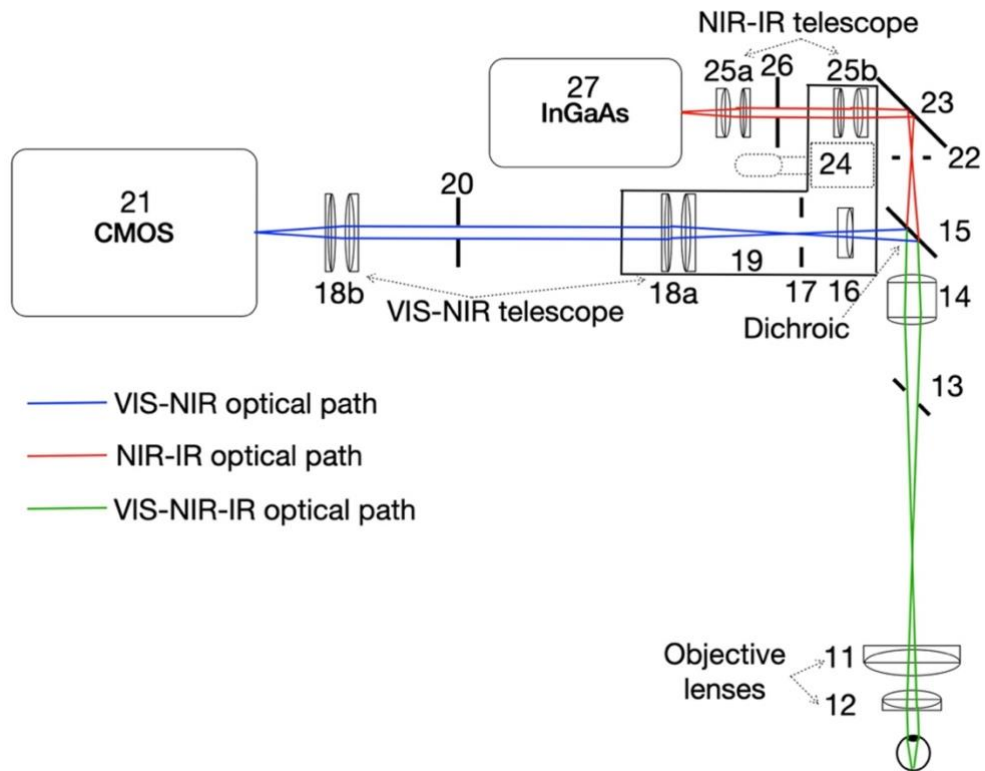 NIR-IR telescope
25a 26 25b
27
InGaAs
23
24
22
21
CMOS
20
15
19
18b
18a
17 16
14
VIS-NIR telescope
Dichroic
13
VIS-NIR optical path
NIR-IR optical path
VIS-NIR-IR optical path
Objective
lenses
11
12